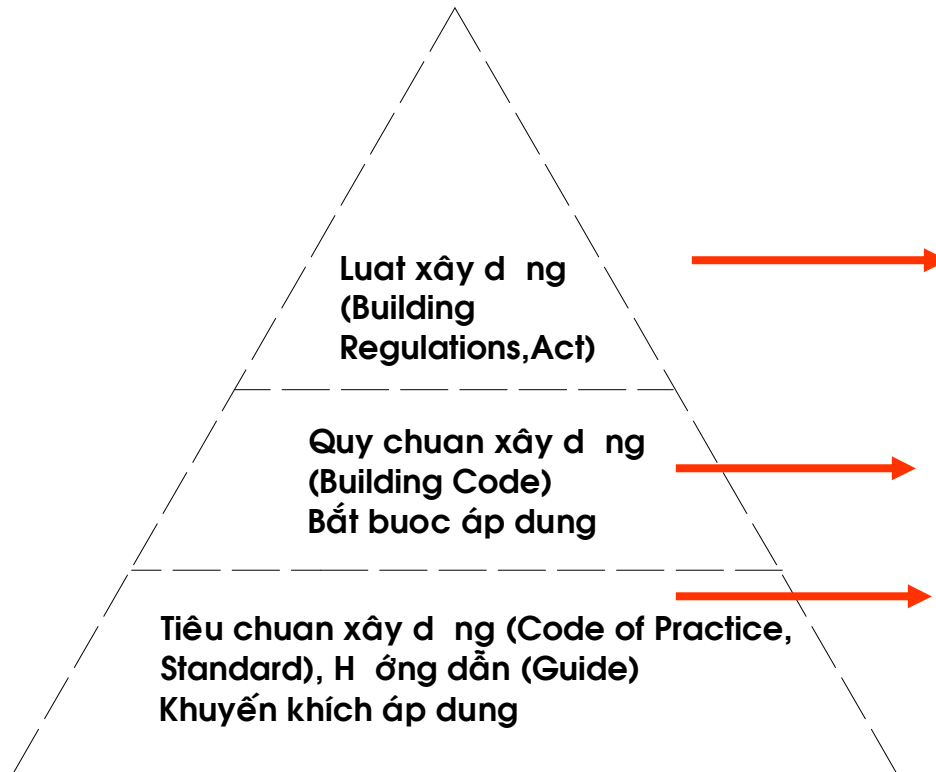 Luat xây d ng
(Building
Regulations,Act)
Quy chuan xây d ng
(Building Code)
Bắt buoc áp dung
Tiêu chuan xây d ng (Code of Practice,
Standard), H ớng dẫn (Guide)
Khuyến khích áp dung